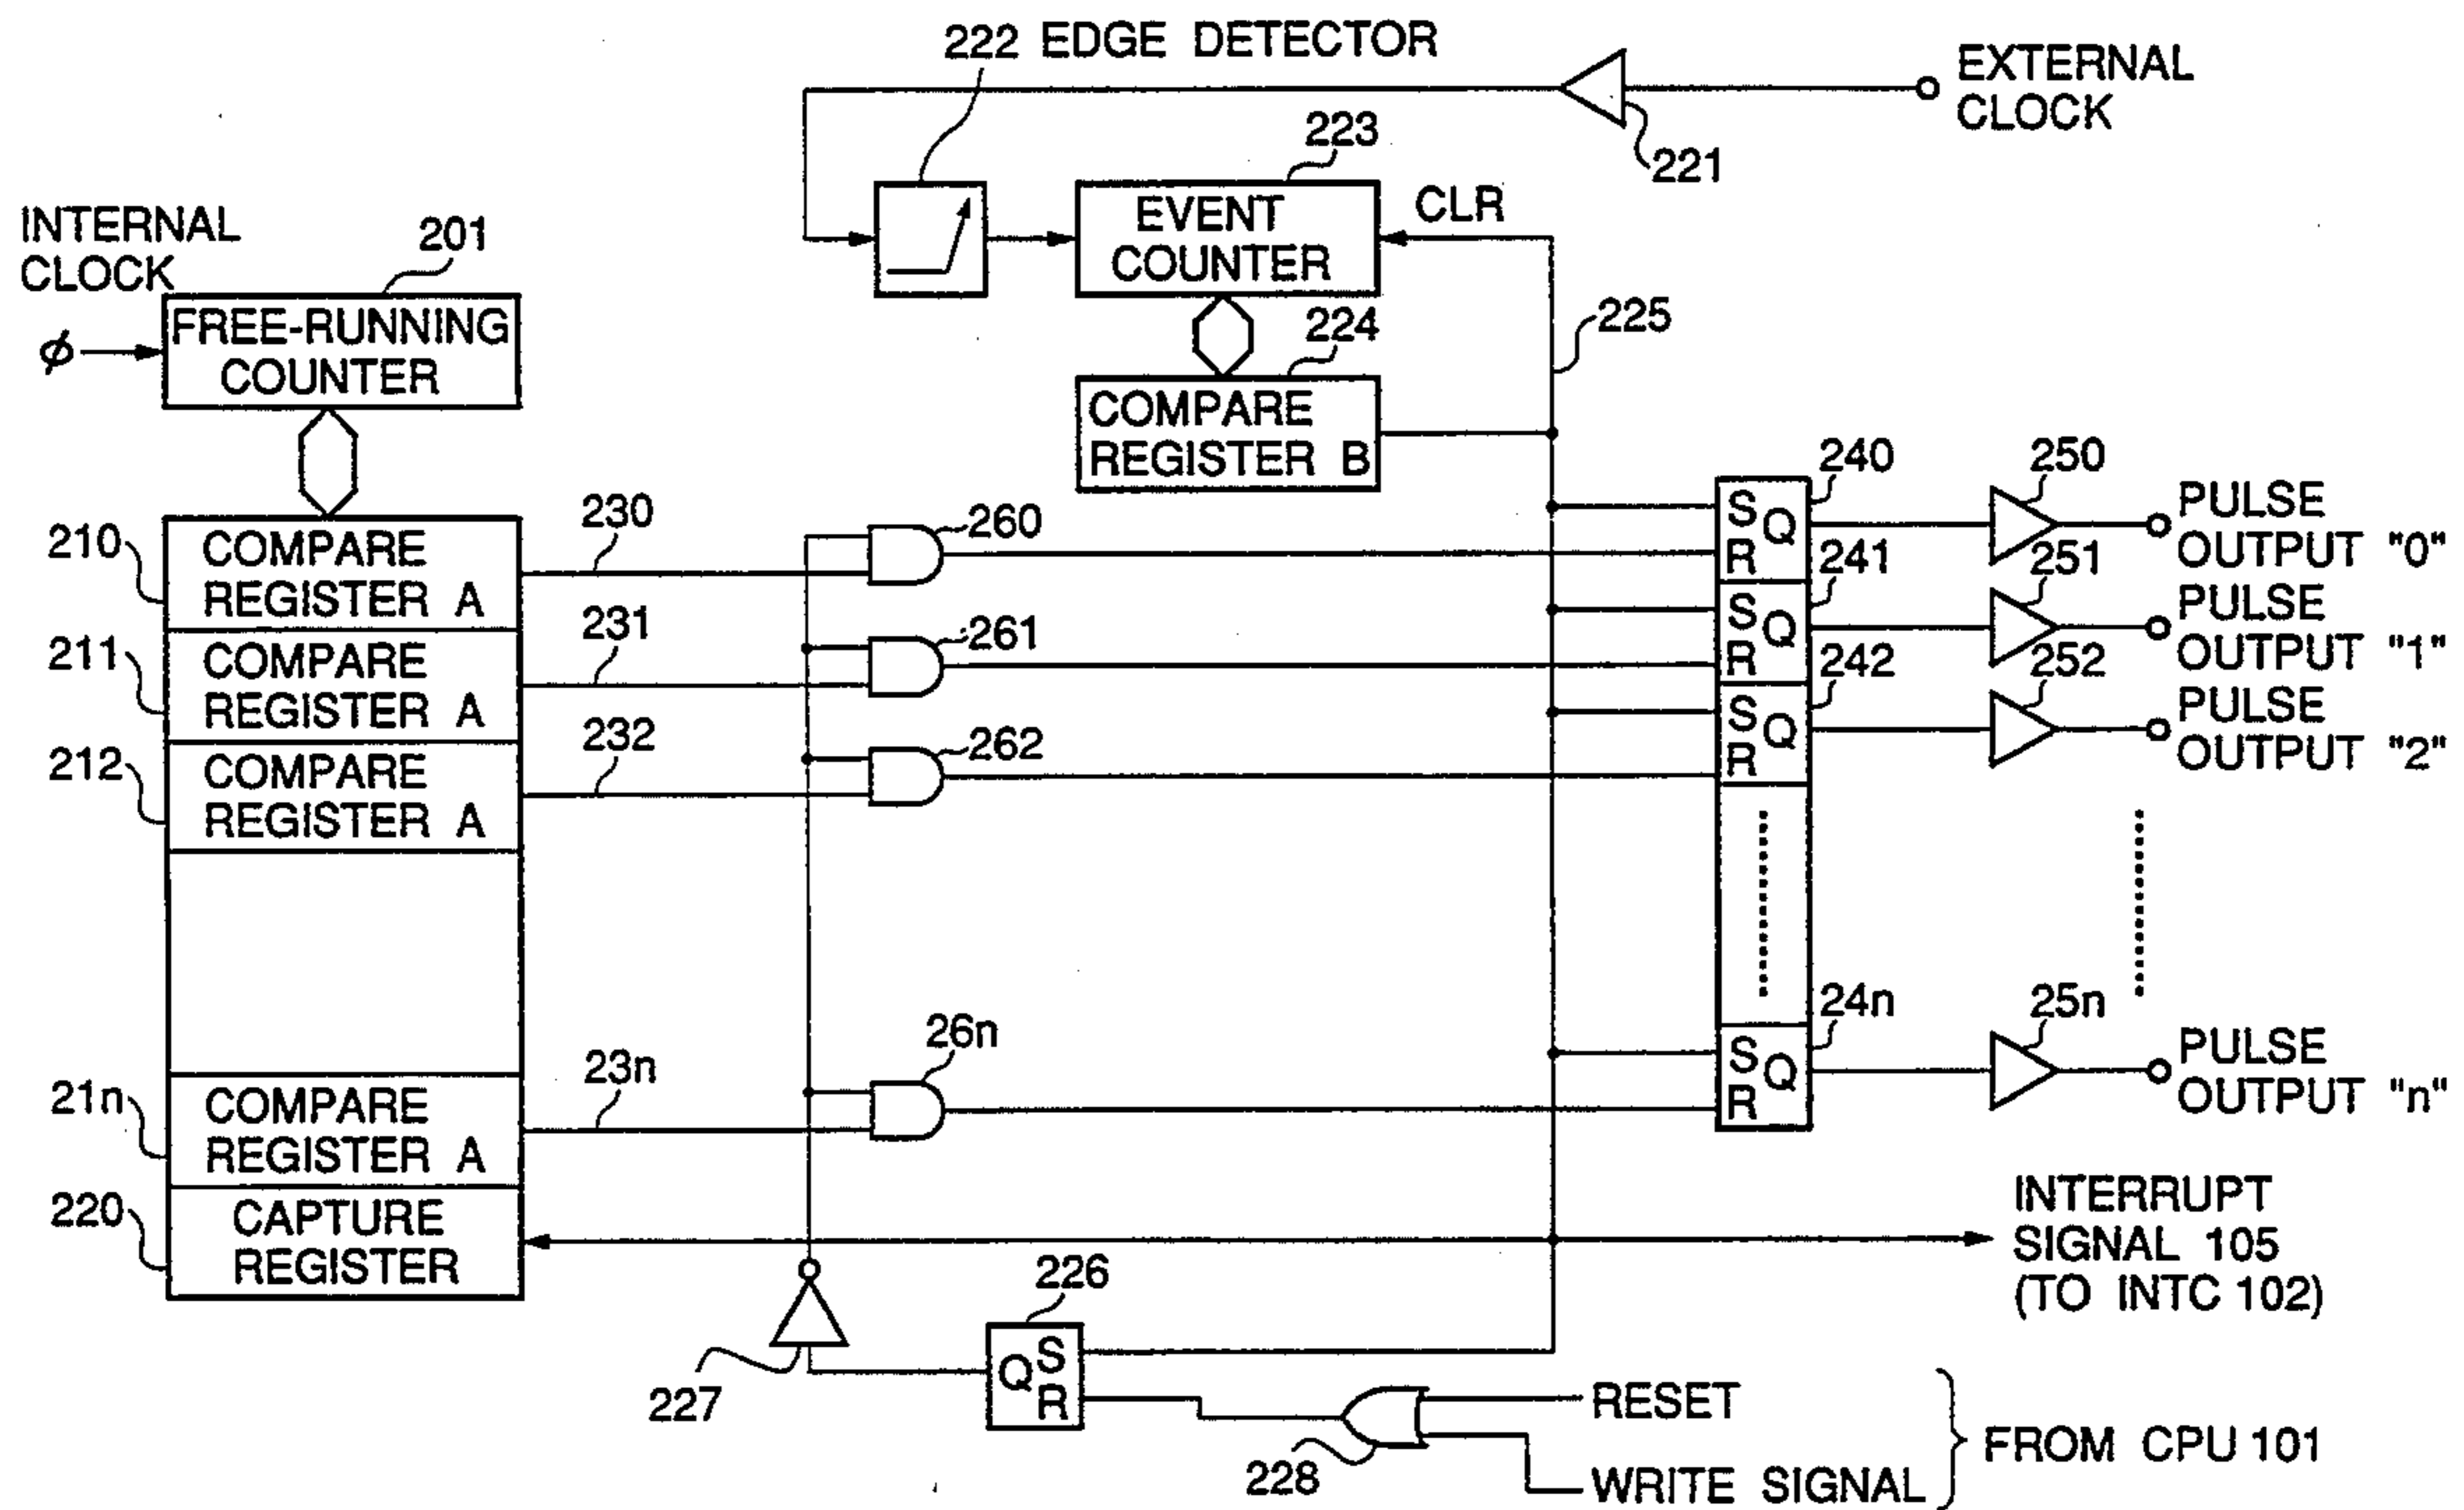 222 EDGE DETECTOR
EXTERNAL
CLOCK
221
223
EVENT
COUNTER
CLR
INTERNAL
CLOCK
201
FREE-RUNNING
COUNTER
ϕ
224
225
COMPARE
REGISTER B
210
COMPARE
REGISTER A
230
260
240
S
Q
R
250
PULSE
OUTPUT "0"
211
COMPARE
REGISTER A
231
261
241
S
Q
R
251
PULSE
OUTPUT "1"
212
COMPARE
REGISTER A
232
262
242
S
Q
R
252
PULSE
OUTPUT "2"
21n
COMPARE
REGISTER A
23n
26n
24n
S
Q
R
25n
PULSE
OUTPUT "n"
220
CAPTURE
REGISTER
INTERRUPT
SIGNAL 105
(TO INTC 102)
226
S
Q
R
227
228
RESET
WRITE SIGNAL
FROM CPU 101